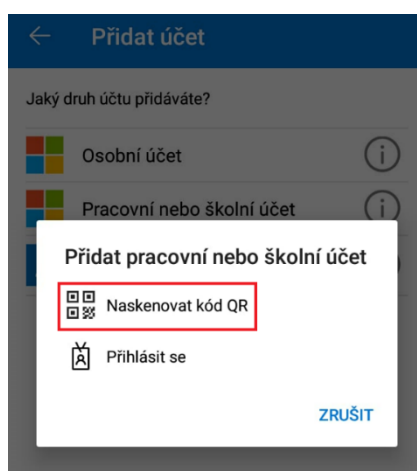 Přidat účet
Jaký druh účtu přidáváte?
Osobní účet
Pracovní nebo školní účet
Přidat pracovní nebo školní účet
Naskenovat kód QR
Přihlásit se
ZRUŠIT